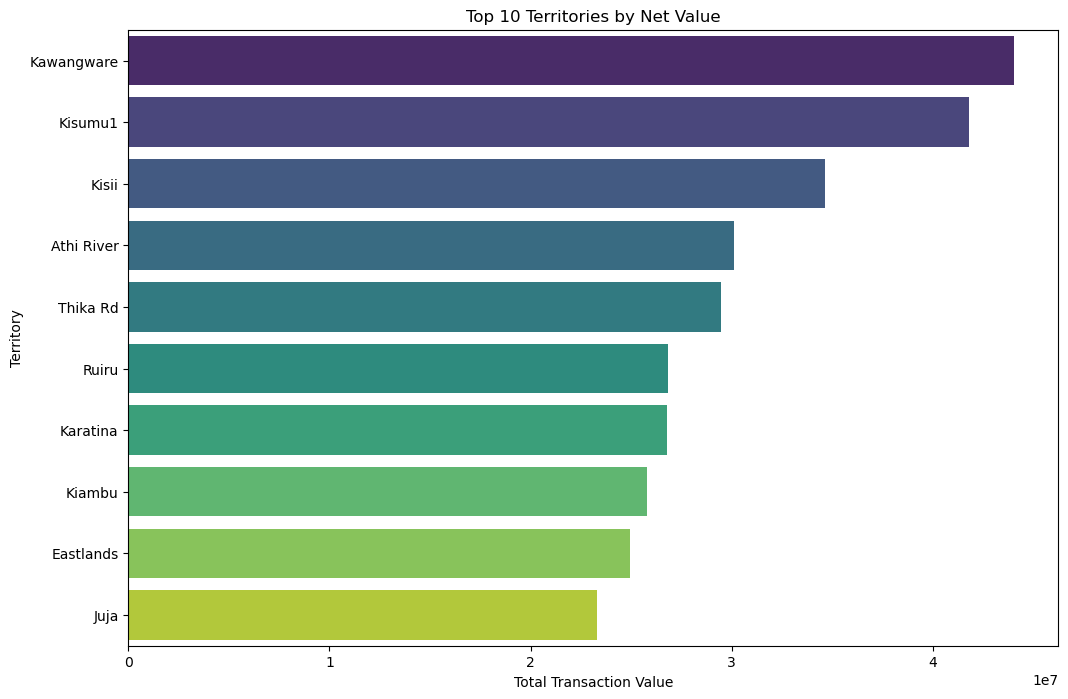 Top 10 Territories by Net Value
Territory
Kawangware
Kisumu1
Kisii
Athi River
Thika Rd
Ruiru
Karatina
Kiambu
Eastlands
Juja
0 1 2 3 4
1e7
Total Transaction Value